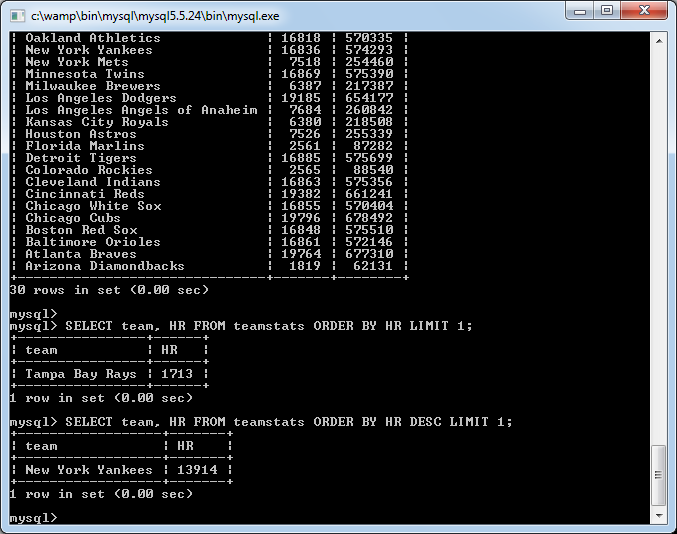 c:\wamp\bin\mysql\mysql5.5.24\bin\mysql.exe
¦ Oakland Athletics             ¦ 16818 ¦ 570335 ¦
¦ New York Yankees              ¦ 16836 ¦ 574293 ¦
¦ New York Mets                 ¦  7518 ¦ 254460 ¦
¦ Minnesota Twins               ¦ 16869 ¦ 575390 ¦
¦ Milwaukee Brewers             ¦  6387 ¦ 217387 ¦
¦ Los Angeles Dodgers           ¦ 19185 ¦ 654177 ¦
¦ Los Angeles Angels of Anaheim ¦  7684 ¦ 260842 ¦
¦ Kansas City Royals            ¦  6380 ¦ 218508 ¦
¦ Houston Astros                ¦  7526 ¦ 255339 ¦
¦ Florida Marlins               ¦  2561 ¦  87282 ¦
¦ Detroit Tigers                ¦ 16885 ¦ 575699 ¦
¦ Colorado Rockies              ¦  2565 ¦  88540 ¦
¦ Cleveland Indians             ¦ 16863 ¦ 575356 ¦
¦ Cincinnati Reds               ¦ 19382 ¦ 661241 ¦
¦ Chicago White Sox             ¦ 16855 ¦ 570404 ¦
¦ Chicago Cubs                  ¦ 19796 ¦ 678492 ¦
¦ Boston Red Sox                ¦ 16848 ¦ 575510 ¦
¦ Baltimore Orioles             ¦ 16861 ¦ 572146 ¦
¦ Atlanta Braves                ¦ 19764 ¦ 677310 ¦
¦ Arizona Diamondbacks          ¦  1819 ¦  62131 ¦
+-------------------------------+-------+--------+
30 rows in set (0.00 sec)
mysql>
mysql> SELECT team, HR FROM teamstats ORDER BY HR LIMIT 1;
+----------------+------+
¦ team           ¦ HR   ¦
+----------------+------+
¦ Tampa Bay Rays ¦ 1713 ¦
+----------------+------+
1 row in set (0.00 sec)
mysql> SELECT team, HR FROM teamstats ORDER BY HR DESC LIMIT 1;
+------------------+-------+
¦ team             ¦ HR    ¦
+------------------+-------+
¦ New York Yankees ¦ 13914 ¦
+------------------+-------+
1 row in set (0.00 sec)
mysql>